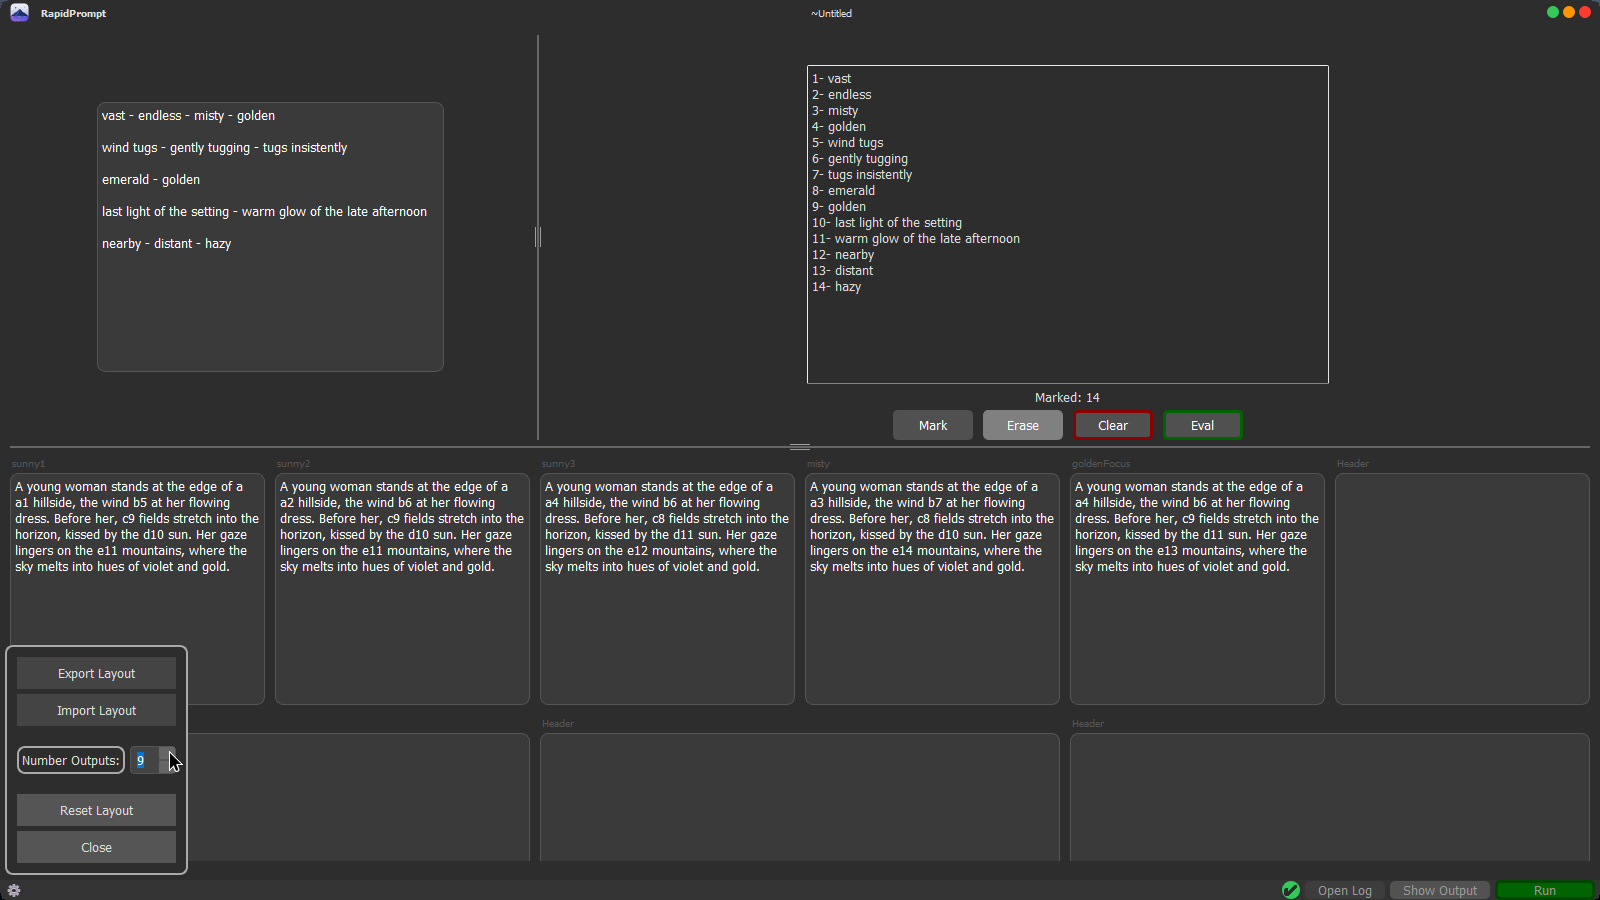 RapidPrompt
~Untitled
vast - endless - misty - golden
wind tugs - gently tugging - tugs insistently
emerald - golden
last light of the setting - warm glow of the late afternoon
nearby - distant - hazy
1- vast
2- endless
3- misty
4- golden
5- wind tugs
6- gently tugging
7- tugs insistently
8- emerald
9- golden
10- last light of the setting
11- warm glow of the late afternoon
12- nearby
13- distant
14- hazy
Marked: 14
Mark
Erase
Clear
Eval
sunny1
A young woman stands at the edge of a
a1 hillside, the wind b5 at her flowing
dress. Before her, c9 fields stretch into the
horizon, kissed by the d10 sun. Her gaze
lingers on the e11 mountains, where the
sky melts into hues of violet and gold.
sunny2
A young woman stands at the edge of a
a2 hillside, the wind b6 at her flowing
dress. Before her, c9 fields stretch into the
horizon, kissed by the d10 sun. Her gaze
lingers on the e11 mountains, where the
sky melts into hues of violet and gold.
sunny3
A young woman stands at the edge of a
a4 hillside, the wind b6 at her flowing
dress. Before her, c8 fields stretch into the
horizon, kissed by the d11 sun. Her gaze
lingers on the e12 mountains, where the
sky melts into hues of violet and gold.
misty
A young woman stands at the edge of a
a3 hillside, the wind b7 at her flowing
dress. Before her, c8 fields stretch into the
horizon, kissed by the d10 sun. Her gaze
lingers on the e14 mountains, where the
sky melts into hues of violet and gold.
goldenFocus
A young woman stands at the edge of a
a4 hillside, the wind b6 at her flowing
dress. Before her, c9 fields stretch into the
horizon, kissed by the d11 sun. Her gaze
lingers on the e13 mountains, where the
sky melts into hues of violet and gold.
Header
Header
Header
Export Layout
Import Layout
Number Outputs: 9
Reset Layout
Close
Open Log
Show Output
Run